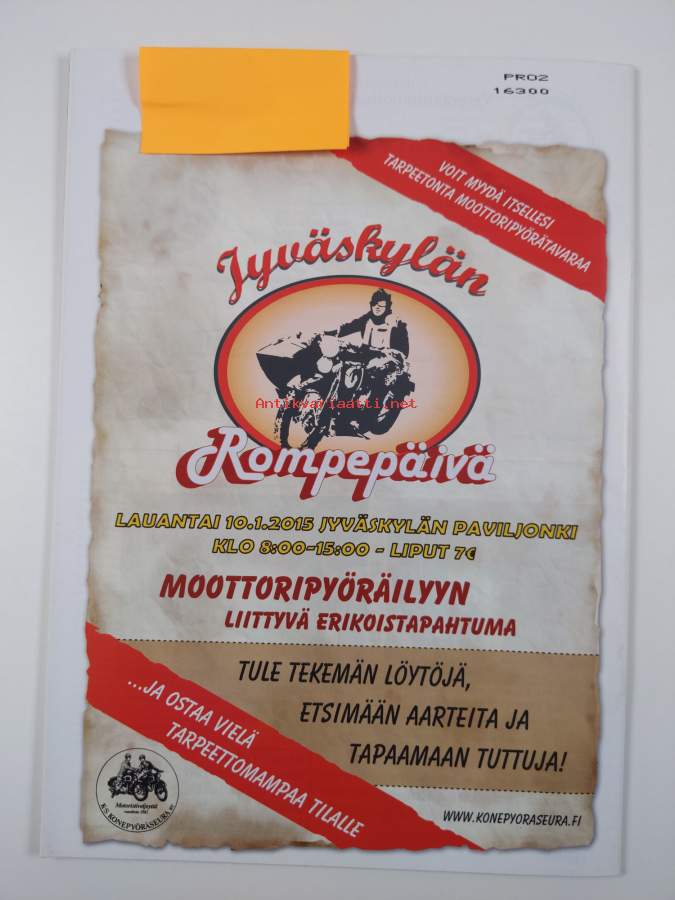 PRO2
16300
VOIT MYYDÄ ITSELLESI
TARPEETONTA MOOTTORIPYÖRÄTAVARAA
Jyväskylän
Antikvariaatti.net
Rompepäivä
LAUANTAI 10.1.2015 JYVÄSKYLÄN PAVILJONKI
KLO 8:00-15:00 - LIPUT 7€
MOOTTORIPYÖRÄILYYN
LIITTYVÄ ERIKOISTAPAHTUMA
TULE TEKEMÄN LÖYTÖJÄ,
ETSIMÄÄN AARTEITA JA
TAPAAMAAN TUTTUJA!
...JA OSTAA VIELÄ
TARPEETTOMAMPAA TILALLE
K-S KONEPYÖRÄSEURA
WWW.KONEPYORASEURA.FI